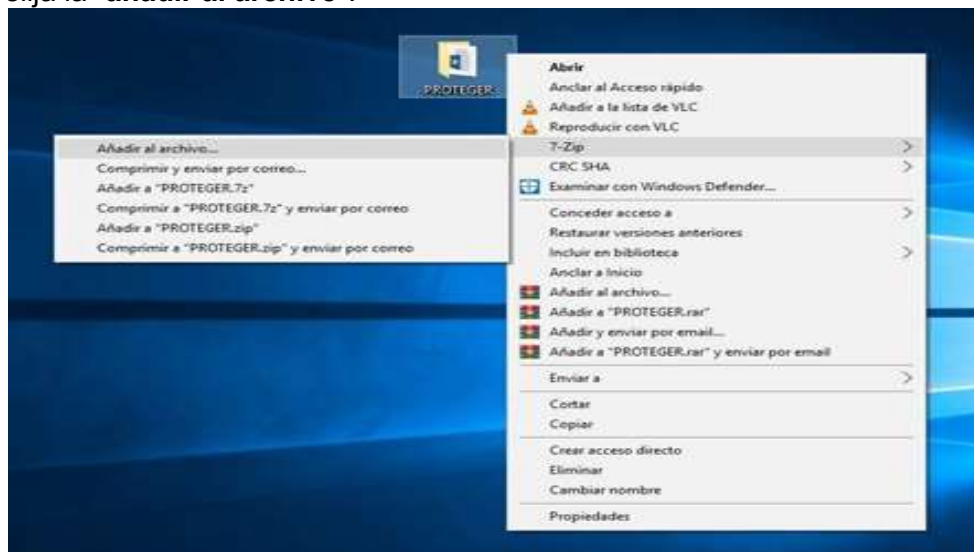 elija la "añadir al archivo".
PROTEGER
Abrir
Anclar al Acceso rápido
Añadir a la lista de VLC
Reproducir con VLC
7-Zip
CRC SHA
Examinar con Windows Defender...
Conceder acceso a
Restaurar versiones anteriores
Incluir en biblioteca
Anclar a Inicio
Añadir al archivo...
Añadir a "PROTEGER.rar"
Añadir y enviar por email...
Añadir a "PROTEGER.rar" y enviar por email
Enviar a
Cortar
Copiar
Crear acceso directo
Eliminar
Cambiar nombre
Propiedades
Añadir al archivo...
Comprimir y enviar por correo...
Añadir a "PROTEGER.7z"
Comprimir a "PROTEGER.7z" y enviar por correo
Añadir a "PROTEGER.zip"
Comprimir a "PROTEGER.zip" y enviar por correo